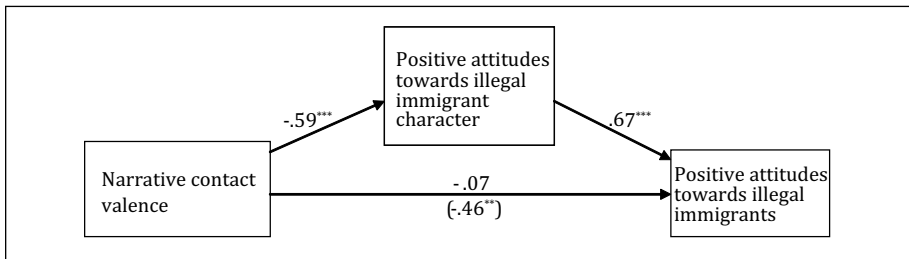 Positive attitudes
towards illegal
immigrant
character
-.59***
.67***
Narrative contact
valence
-.07
(-.46**)
Positive attitudes
towards illegal
immigrants